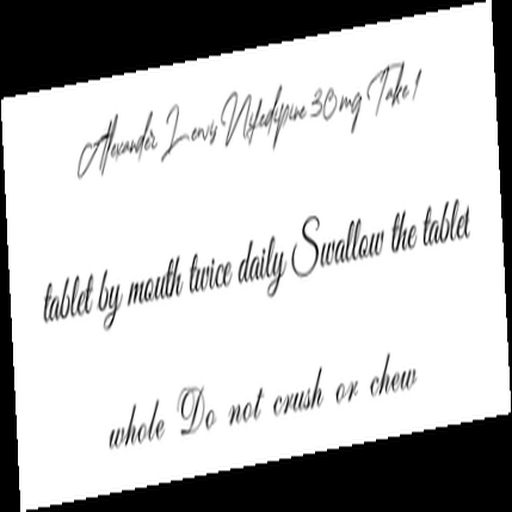 Alexander Lewis Nifedipine 30mg Take 1
tablet by mouth twice daily Swallow the tablet
whole Do not crush or chew